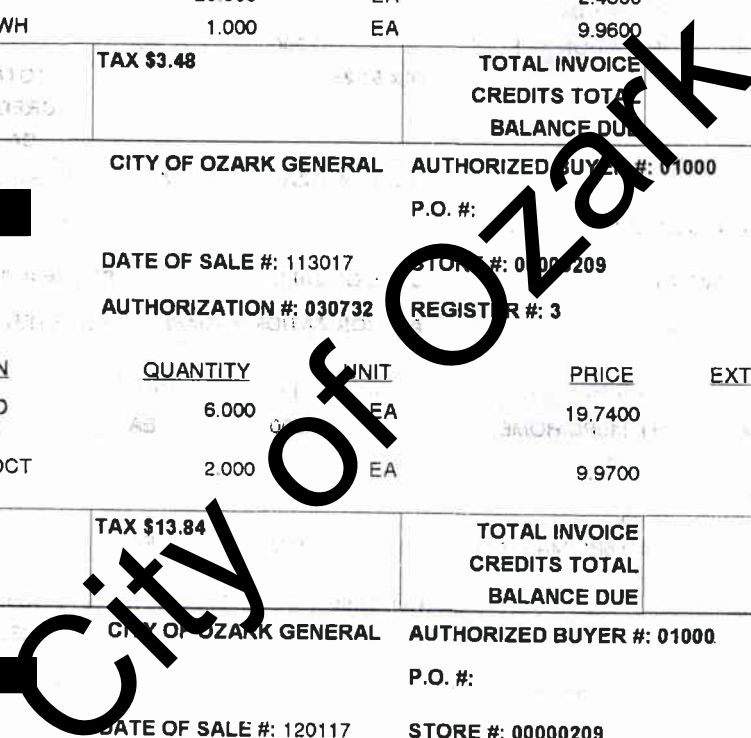 WH 1.000 EA 9.9600
TAX $3.48 TOTAL INVOICE
CREDITS TOTAL
BALANCE DUE
CITY OF OZARK GENERAL AUTHORIZED BUYER #: 01000
P.O. #:
DATE OF SALE #: 113017 STORE #: 00000209
AUTHORIZATION #: 030732 REGISTER #: 3
QUANTITY UNIT PRICE EXT
6.000 EA 19.7400
OCT 2.000 EA 9.9700
TAX $13.84 TOTAL INVOICE
CREDITS TOTAL
BALANCE DUE
CITY OF OZARK GENERAL AUTHORIZED BUYER #: 01000
P.O. #:
DATE OF SALE #: 120117 STORE #: 00000209
City of Ozark